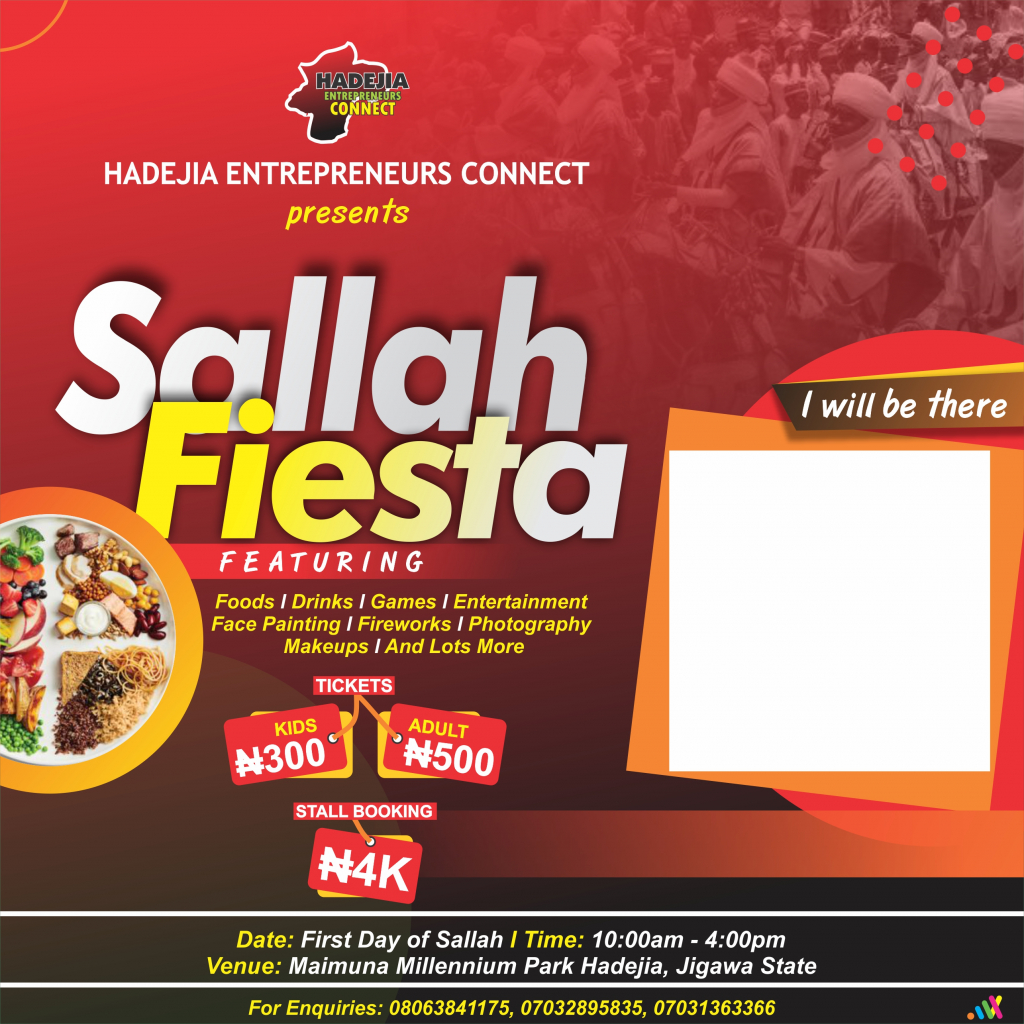 HADEJIA
ENTREPRENEURS
CONNECT
HADEJIA ENTREPRENEURS CONNECT
presents
Sallah
Fiesta
I will be there
FEATURING
Foods I Drinks I Games I Entertainment
Face Painting I Fireworks I Photography
Makeups I And Lots More
TICKETS
KIDS
₦300
ADULT
₦500
STALL BOOKING
₦4K
Date: First Day of Sallah I Time: 10:00am - 4:00pm
Venue: Maimuna Millennium Park Hadejia, Jigawa State
For Enquiries: 08063841175, 07032895835, 07031363366